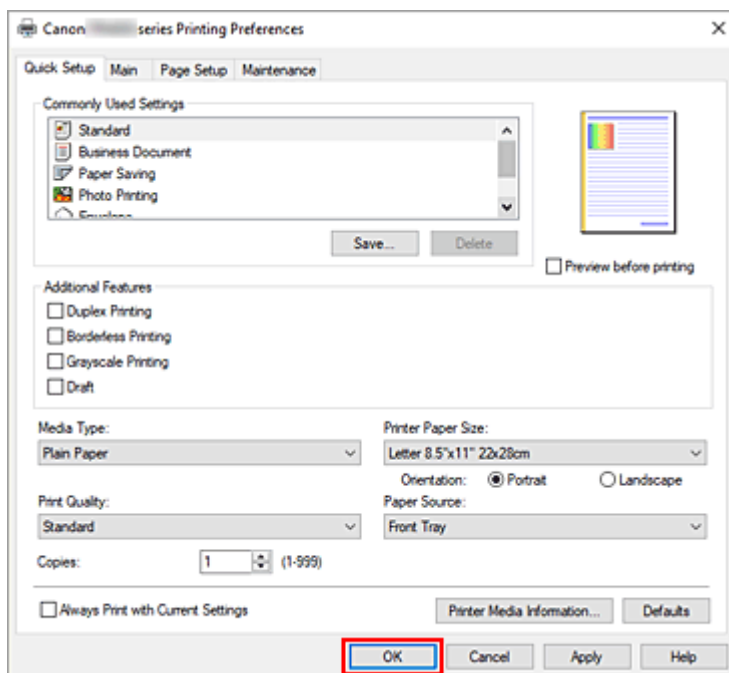 Canon series Printing Preferences
Quick Setup Main Page Setup Maintenance
Commonly Used Settings
Standard
Business Document
Paper Saving
Photo Printing
Envelope
Save... Delete
Preview before printing
Additional Features
Duplex Printing
Borderless Printing
Grayscale Printing
Draft
Media Type: Printer Paper Size:
Plain Paper Letter 8.5"x11" 22x28cm
Orientation: Portrait Landscape
Print Quality: Paper Source:
Standard Front Tray
Copies: 1 (1-999)
Always Print with Current Settings Printer Media Information... Defaults
OK Cancel Apply Help